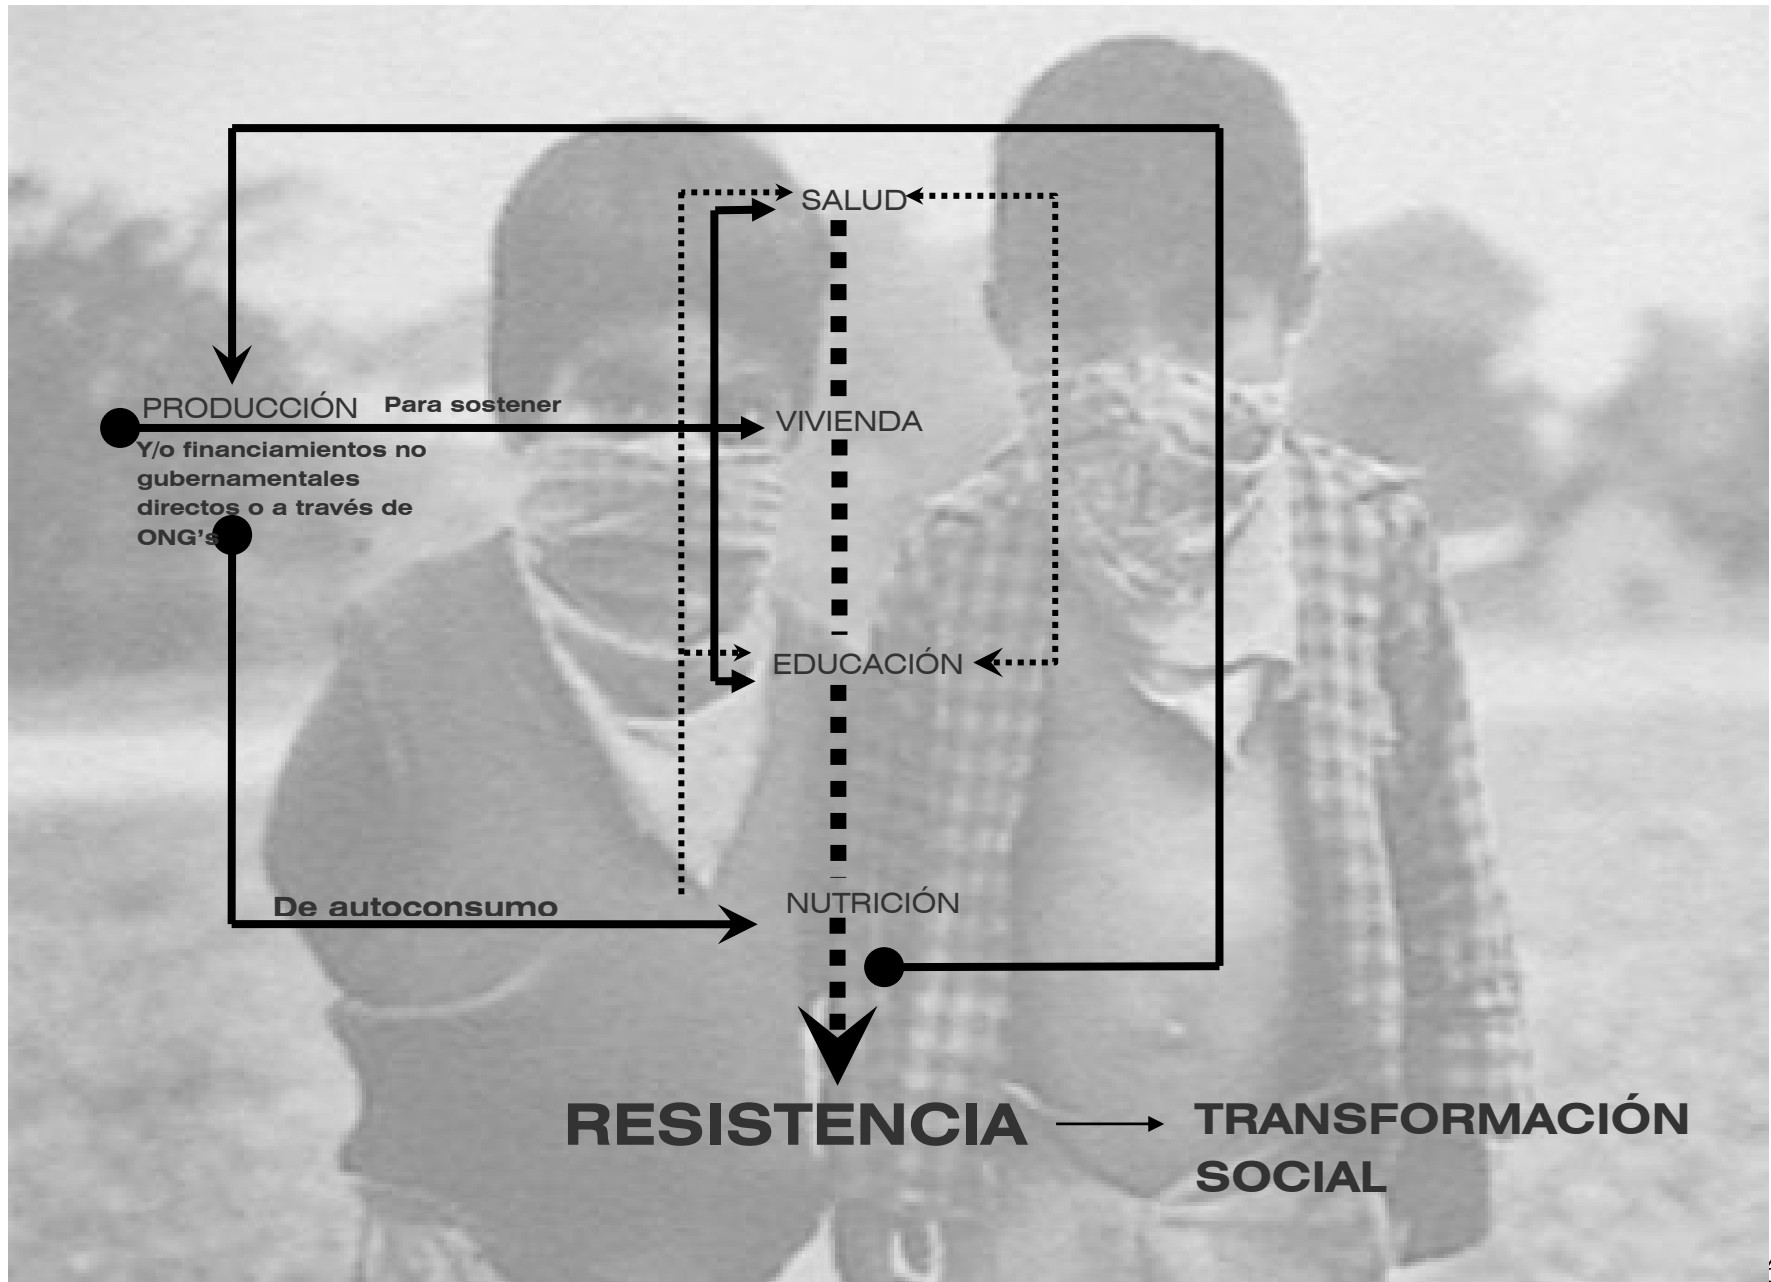 SALUD
PRODUCCIÓN
Para sostener
VIVIENDA
Y/o financiamientos no
gubernamentales
directos o a través de
ONG's
EDUCACIÓN
NUTRICIÓN
De autoconsumo
RESISTENCIA
TRANSFORMACIÓN
SOCIAL